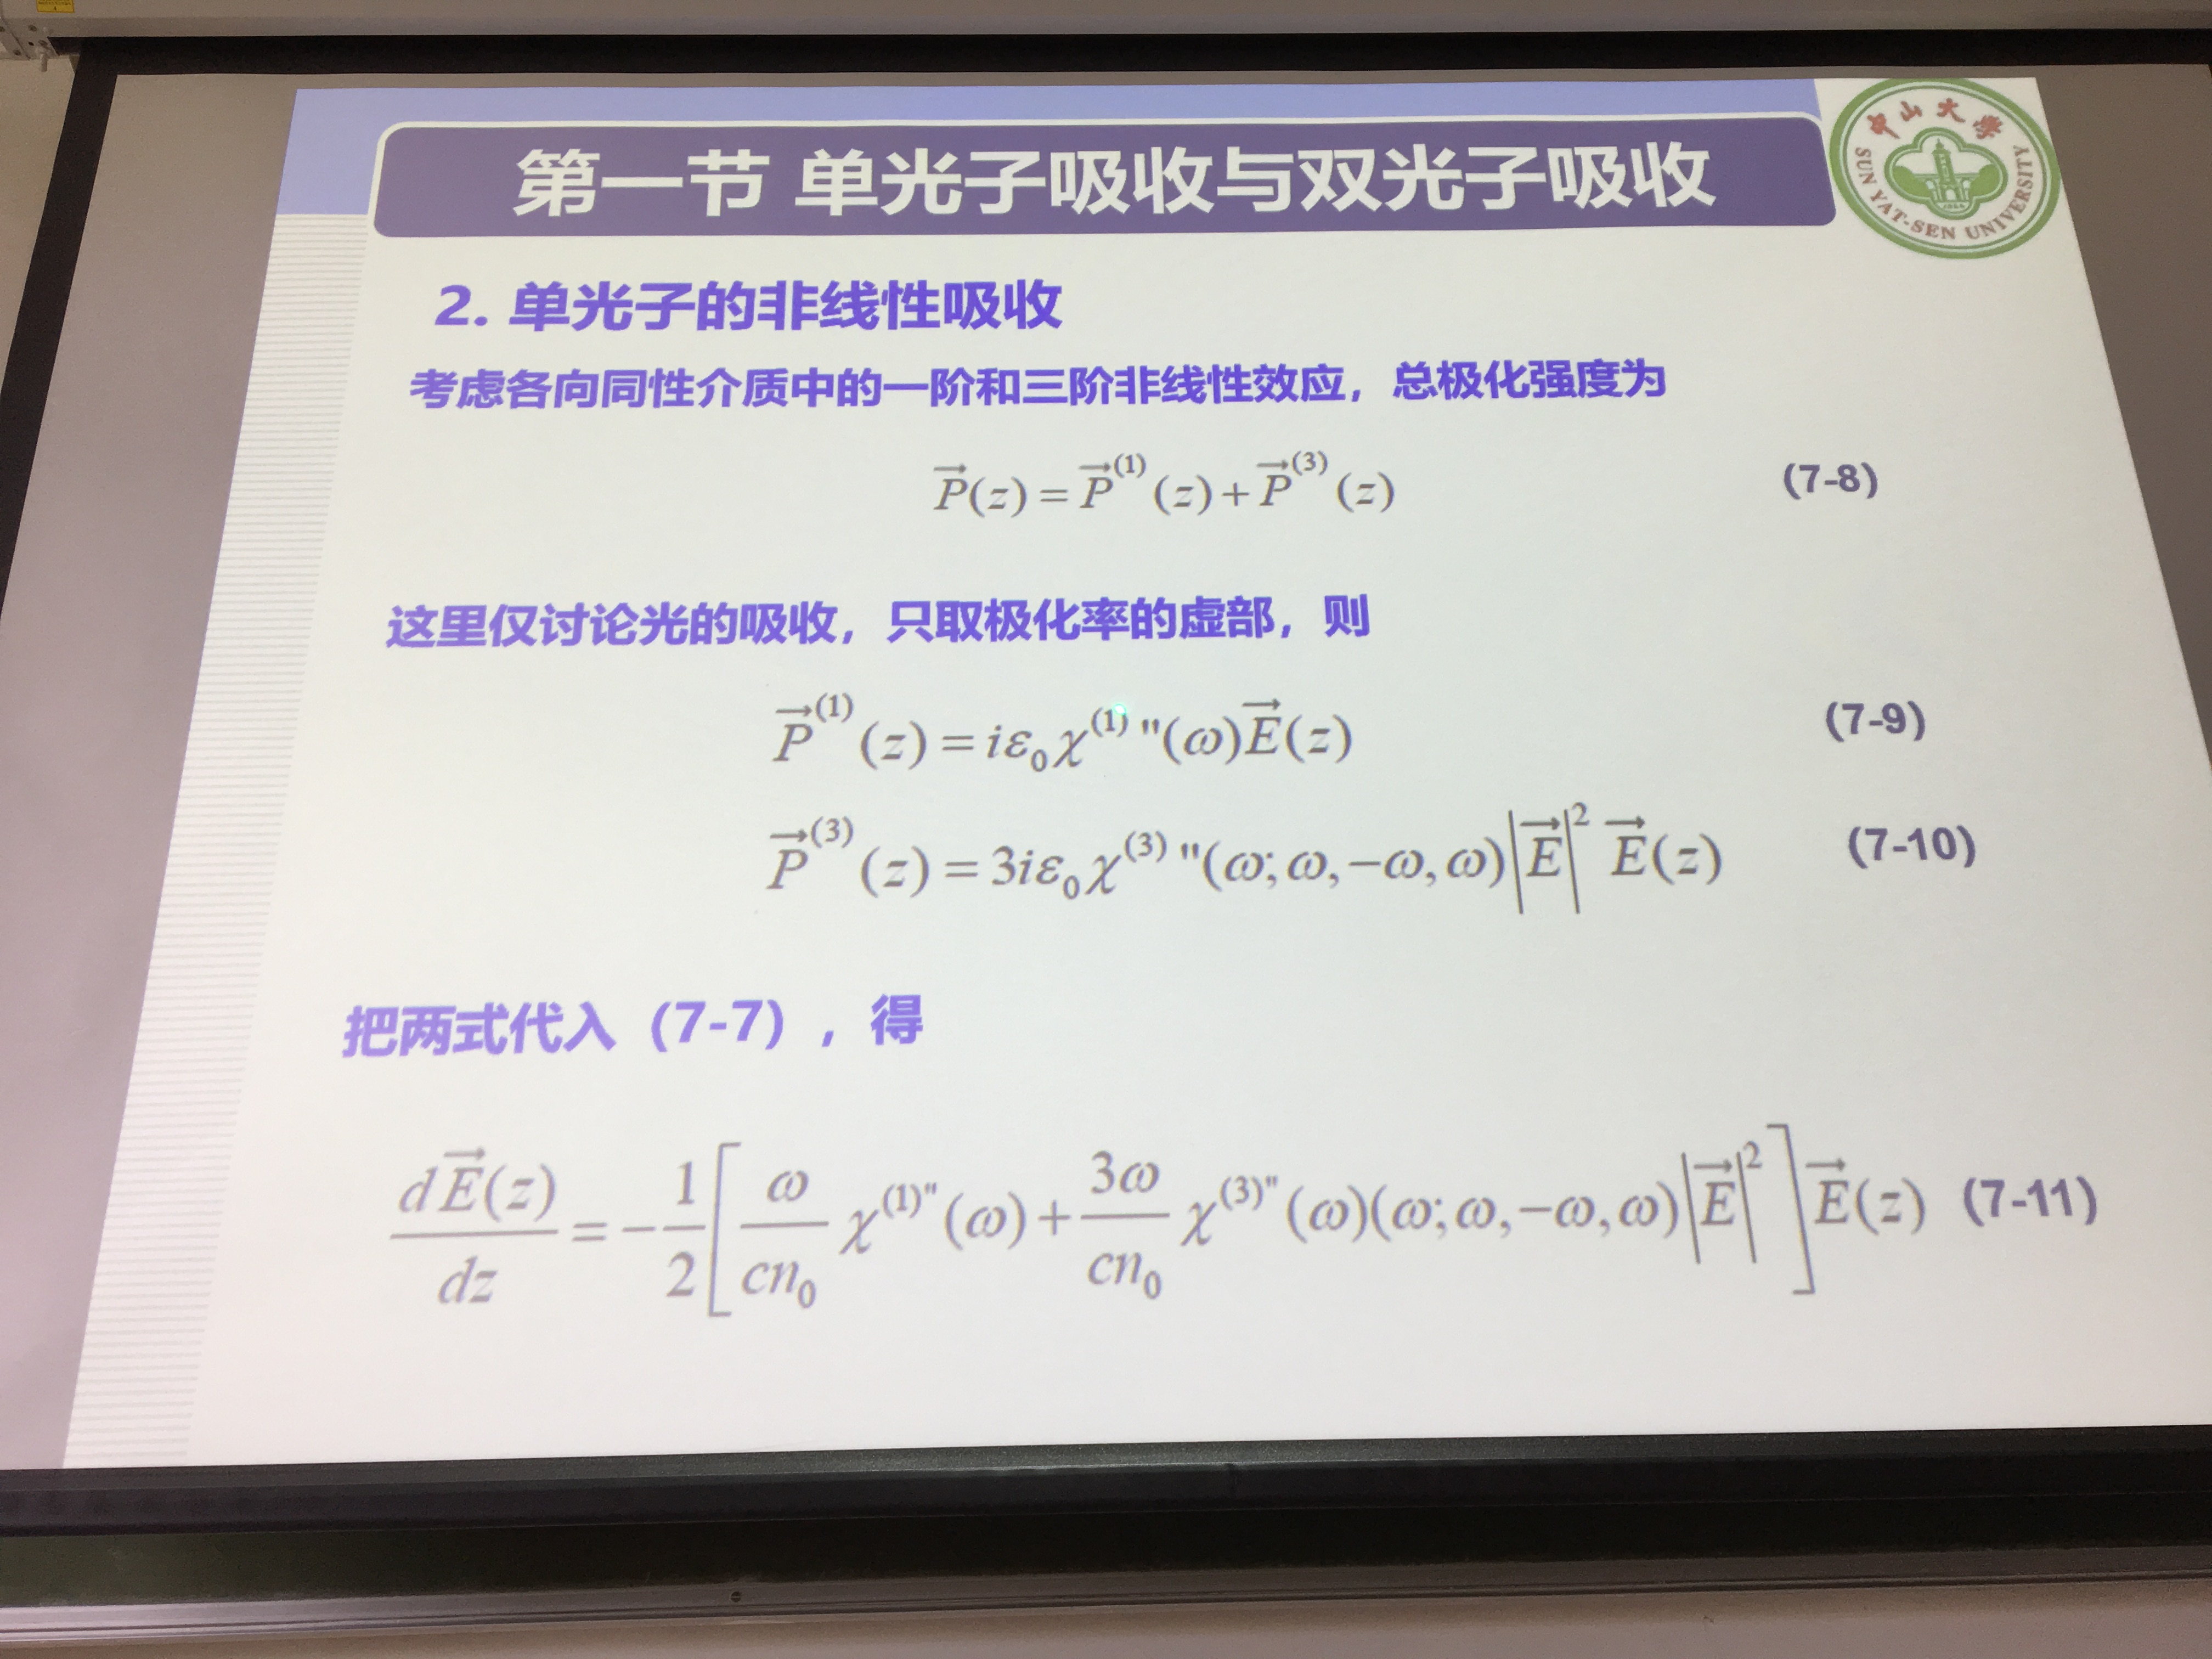 第一节 单光子吸收与双光子吸收
中山大学
SUN YAT-SEN UNIVERSITY
2. 单光子的非线性吸收
考虑各向同性介质中的一阶和三阶非线性效应，总极化强度为
$\vec{P}(z) = \vec{P}^{(1)}(z) + \vec{P}^{(3)}(z)$ (7-8)
这里仅讨论光的吸收，只取极化率的虚部，则
$\vec{P}^{(1)}(z) = i\varepsilon_0 \chi^{(1)}{''}(\omega)\vec{E}(z)$ (7-9)
$\vec{P}^{(3)}(z) = 3i\varepsilon_0 \chi^{(3)}{''}(\omega;\omega,-\omega,\omega)\left|\vec{E}\right|^2 \vec{E}(z)$ (7-10)
把两式代入（7-7），得
$\frac{d\vec{E}(z)}{dz} = -\frac{1}{2}\left[\frac{\omega}{cn_0}\chi^{(1)''}(\omega) + \frac{3\omega}{cn_0}\chi^{(3)''}(\omega)(\omega;\omega,-\omega,\omega)\left|\vec{E}\right|^2\right]\vec{E}(z)$ (7-11)